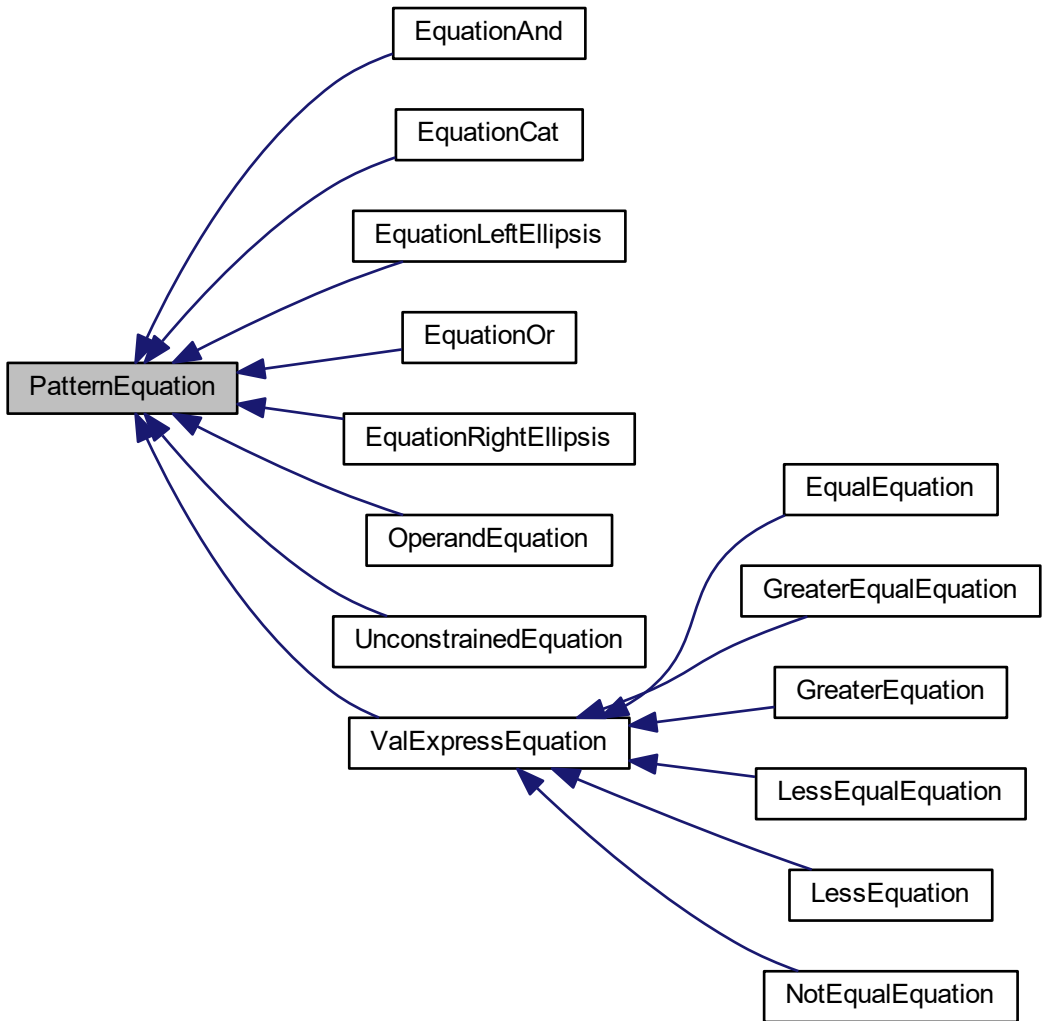 EquationAnd
EquationCat
EquationLeftEllipsis
EquationOr
PatternEquation
EquationRightEllipsis
EqualEquation
OperandEquation
GreaterEqualEquation
UnconstrainedEquation
GreaterEquation
ValExpressEquation
LessEqualEquation
LessEquation
NotEqualEquation